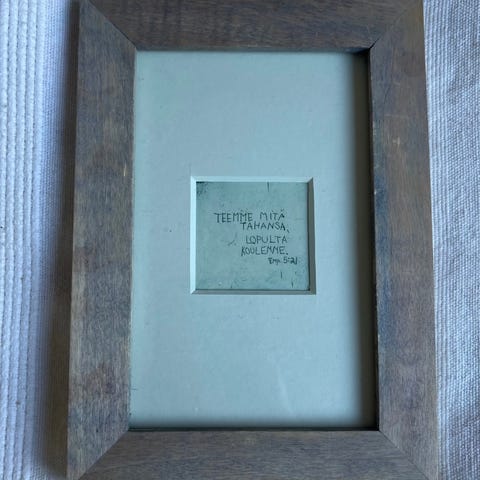 TEEMME MITÄ
TAHANSA,
LOPULTA
KUOLEMME.